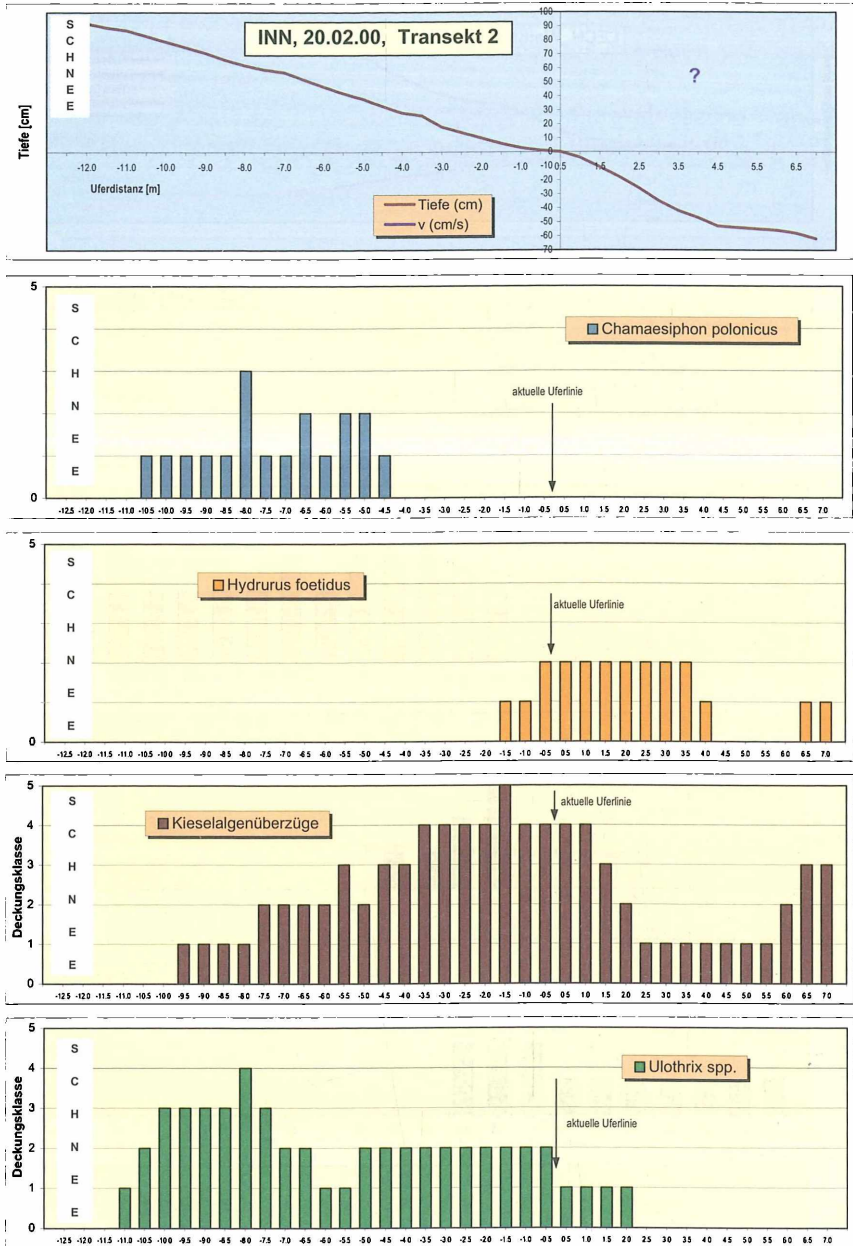 INN, 20.02.00, Transekt 2
S
C
H
N
E
E
Tiefe [cm]
100
90
80
70
60
50
40
30
20
10
0
-10
-20
-30
-40
-50
-60
70
?
-12.0 -11.0 -10.0 -9.0 -8.0 -7.0 -6.0 -5.0 -4.0 -3.0 -2.0 -1.0 0.5 1.5 2.5 3.5 4.5 5.5 6.5
Uferdistanz [m]
Tiefe (cm)
v (cm/s)
5
0
S
C
H
N
E
E
Chamaesiphon polonicus
aktuelle Uferlinie
-12.5 -12.0 -11.5 -11.0 -10.5 -10.0 -9.5 -9.0 -8.5 -8.0 -7.5 -7.0 -6.5 -6.0 -5.5 -5.0 -4.5 -4.0 -3.5 -3.0 -2.5 -2.0 -1.5 -1.0 -0.5 0.5 1.0 1.5 2.0 2.5 3.0 3.5 4.0 4.5 5.0 5.5 6.0 6.5 7.0
5
0
S
C
H
N
E
E
Hydrurus foetidus
aktuelle Uferlinie
-12.5 -12.0 -11.5 -11.0 -10.5 -10.0 -9.5 -9.0 -8.5 -8.0 -7.5 -7.0 -6.5 -6.0 -5.5 -5.0 -4.5 -4.0 -3.5 -3.0 -2.5 -2.0 -1.5 -1.0 -0.5 0.5 1.0 1.5 2.0 2.5 3.0 3.5 4.0 4.5 5.0 5.5 6.0 6.5 7.0
Deckungsklasse
5
4
3
2
1
0
S
C
H
N
E
E
Kieselalgenüberzüge
aktuelle Uferlinie
-12.5 -12.0 -11.5 -11.0 -10.5 -10.0 -9.5 -9.0 -8.5 -8.0 -7.5 -7.0 -6.5 -6.0 -5.5 -5.0 -4.5 -4.0 -3.5 -3.0 -2.5 -2.0 -1.5 -1.0 -0.5 0.5 1.0 1.5 2.0 2.5 3.0 3.5 4.0 4.5 5.0 5.5 6.0 6.5 7.0
Deckungsklasse
5
4
3
2
1
0
S
C
H
N
E
E
Ulothrix spp.
aktuelle Uferlinie
-12.5 -12.0 -11.5 -11.0 -10.5 -10.0 -9.5 -9.0 -8.5 -8.0 -7.5 -7.0 -6.5 -6.0 -5.5 -5.0 -4.5 -4.0 -3.5 -3.0 -2.5 -2.0 -1.5 -1.0 -0.5 0.5 1.0 1.5 2.0 2.5 3.0 3.5 4.0 4.5 5.0 5.5 6.0 6.5 7.0